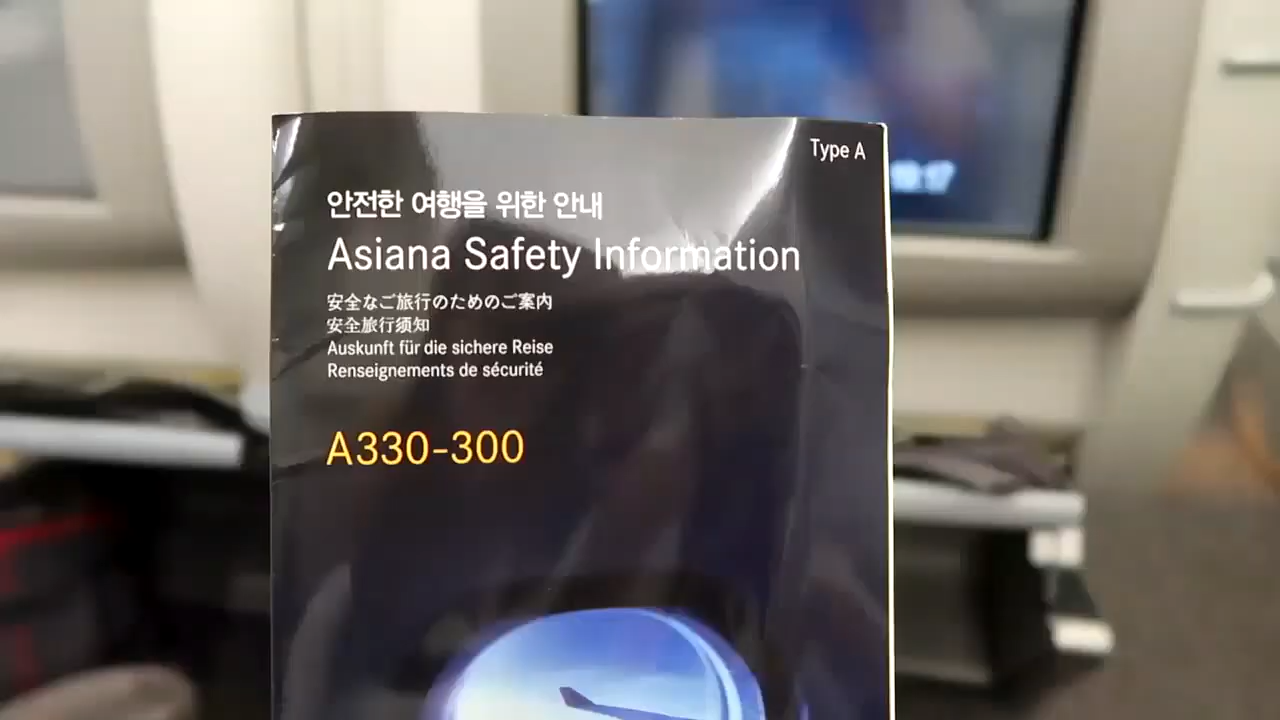 Type A
안전한 여행을 위한 안내
Asiana Safety Information
安全なご旅行のためのご案内
安全旅行须知
Auskunft für die sichere Reise
Renseignements de sécurité
A330-300